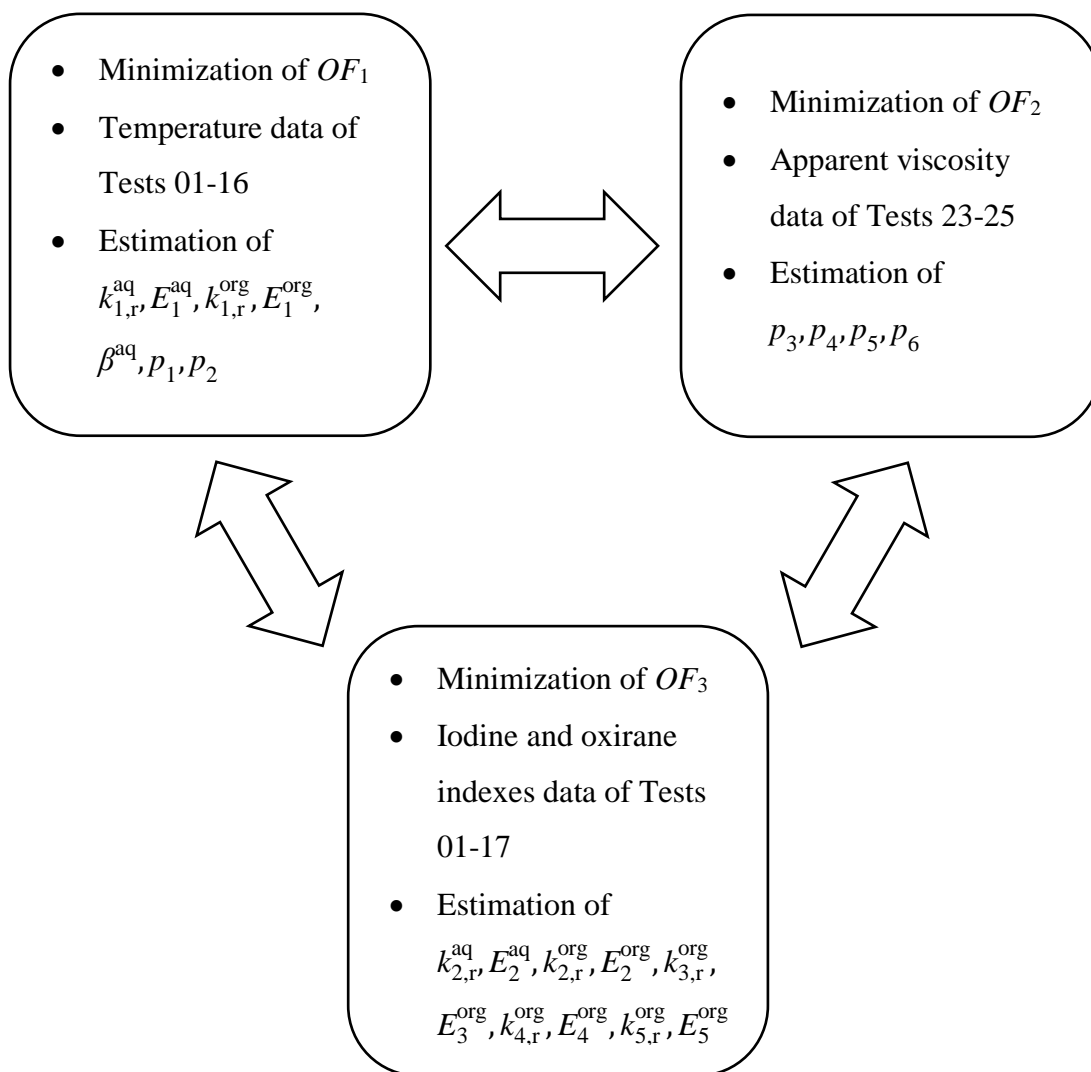 • Minimization of OF₁
• Temperature data of
Tests 01-16
• Estimation of
k₁,ᵣ^aq, E₁^aq, k₁,ᵣ^org, E₁^org,
β^aq, p₁, p₂
• Minimization of OF₂
• Apparent viscosity
data of Tests 23-25
• Estimation of
p₃, p₄, p₅, p₆
• Minimization of OF₃
• Iodine and oxirane
indexes data of Tests
01-17
• Estimation of
k₂,ᵣ^aq, E₂^aq, k₂,ᵣ^org, E₂^org, k₃,ᵣ^org,
E₃^org, k₄,ᵣ^org, E₄^org, k₅,ᵣ^org, E₅^org